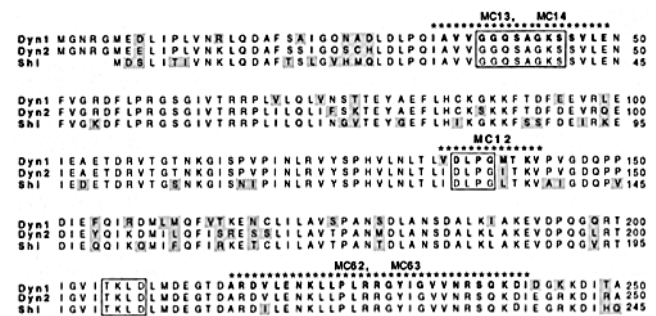 MC13, MC14
********************
Dyn1 MGNRGMEDLIPLVNRLQDAFSAIGQNADLDLPQIAVVGGQSAGKSSVLEN 50
Dyn2 MGNRGMEELIPLVNKLQDAFSSIGQSCHLDLPQIAVVGGQSAGKSSVLEN 50
Shi MDSLITIVNKLQDAFTSLGVHMQLDLPQIAVVGGQSAGKSSVLEN 45
Dyn1 FVGRDFLPRGSGIVTRRPLVLQLVNSTTEYAEFLHCKGKKFTDFEEVRLE 100
Dyn2 FVGRDFLPRGSGIVTRRPLILQLIFSKTEYAEFLHCKSKKFTDFDEVRQE 100
Shi FVGKDFLPRGSGIVTRRPLILQLINGVTEYGEFLHIKGKKFSSFDEIRKE 95
MC12
***********
Dyn1 IEAETDRVTGTNKGISPVPINLRVYSPHVLNLTLVDLPGMTKVPVGDQPP 150
Dyn2 IEAETDRVTGTNKGISPVPINLRVYSPHVLNLTLIDLPGITKVPVGDQPP 150
Shi IEDETDRVTGSNKGISNIPINLRVYSPHVLNLTLIDLPGLTKVAIGDQPV 145
Dyn1 DIEFQIRDMLMQFVTKENCLILAVSPANSDLANSDALKIAKEVDPQGQRT 200
Dyn2 DIEYQIKDMILQFISRESSLILAVTPANMDLANSDALKLAKEVDPQGLRT 200
Shi DIEQQIKQMIFQFIRKETCLILAVTPANTDLANSDALKLAKEVDPQGVRT 195
MC62, MC63
*********************************
Dyn1 IGVITKLDLMDEGTDARDVLENKLLPLRRGYIGVVNRSQKDIDGKKDITA 250
Dyn2 IGVITKLDLMDEGTDARDVLENKLLPLRRGYIGVVNRSQKDIEGRKDIRA 250
Shi IGVITKLDLMDEGTDARDILENKLLPLRRGYIGVVNRSQKDIEGRKDIHQ 245